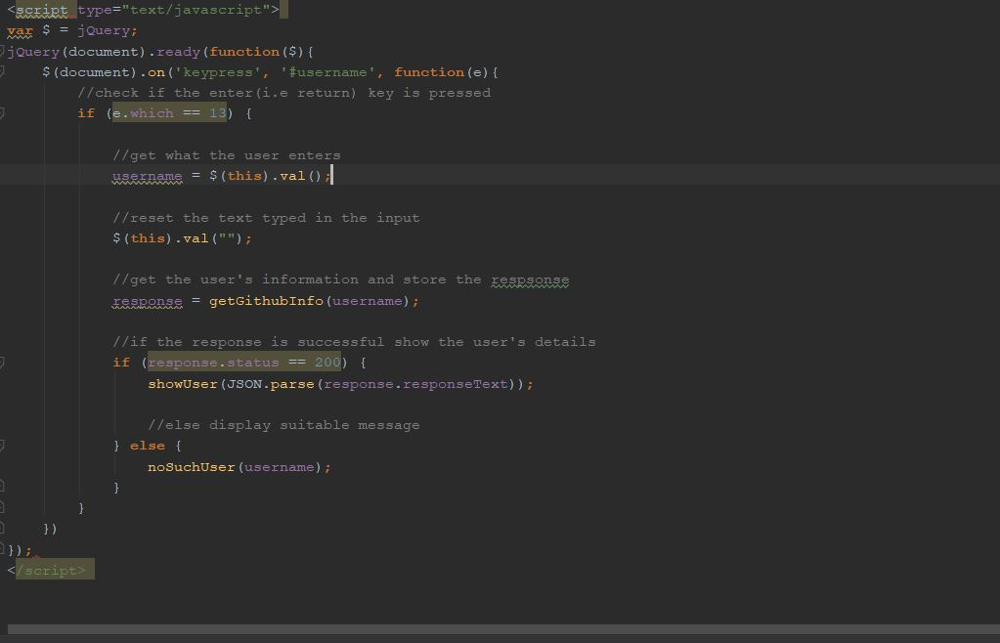 <script type="text/javascript">
var $ = jQuery;
jQuery(document).ready(function($){
    $(document).on('keypress', '#username', function(e){
        //check if the enter(i.e return) key is pressed
        if (e.which == 13) {
            //get what the user enters
            username = $(this).val();
            //reset the text typed in the input
            $(this).val("");
            //get the user's information and store the respsonse
            response = getGithubInfo(username);
            //if the response is successful show the user's details
            if (response.status == 200) {
                showUser(JSON.parse(response.responseText));
                //else display suitable message
            } else {
                noSuchUser(username);
            }
        }
    })
});
</script>